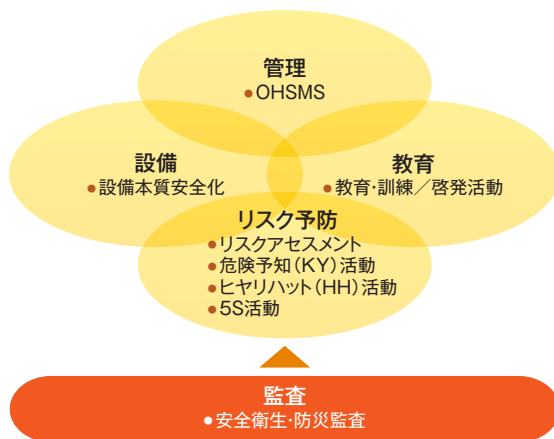 管理
●OHSMS
設備
●設備本質安全化
教育
●教育・訓練／啓発活動
リスク予防
●リスクアセスメント
●危険予知（KY）活動
●ヒヤリハット（HH）活動
●5S活動
監査
●安全衛生・防災監査